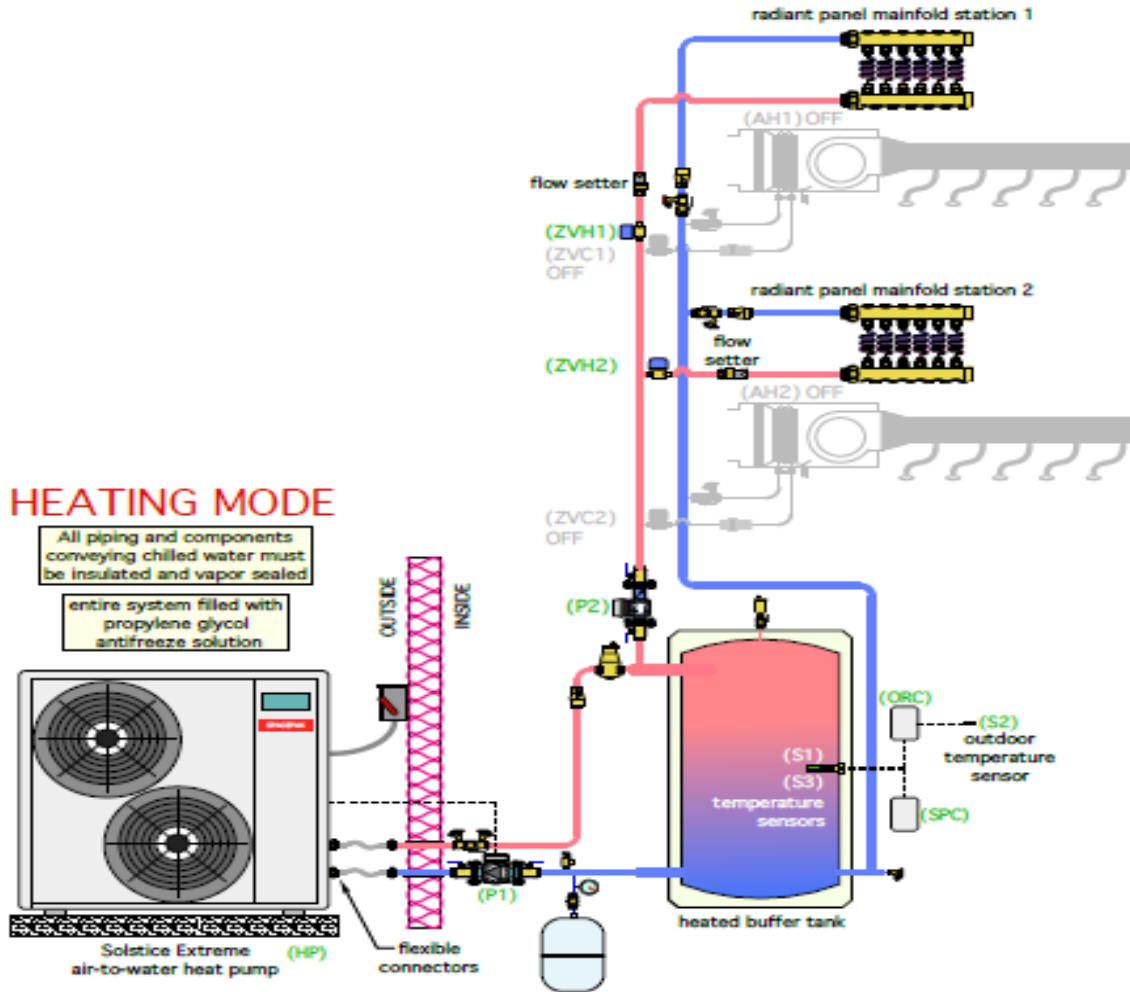 radiant panel mainfold station 1
(AH1) OFF
flow setter
(ZVH1)
(ZVC1)
OFF
radiant panel mainfold station 2
flow
setter
(ZVH2)
(AH2) OFF
HEATING MODE
All piping and components
conveying chilled water must
be insulated and vapor sealed
entire system filled with
propylene glycol
antifreeze solution
(ZVC2)
OFF
OUTSIDE
INSIDE
(P2)
(ORC)
(S2)
outdoor
temperature
sensor
(S1)
(S3)
temperature
sensors
(SPC)
(P1)
heated buffer tank
Solstice Extreme
air-to-water heat pump
(HP)
flexible
connectors